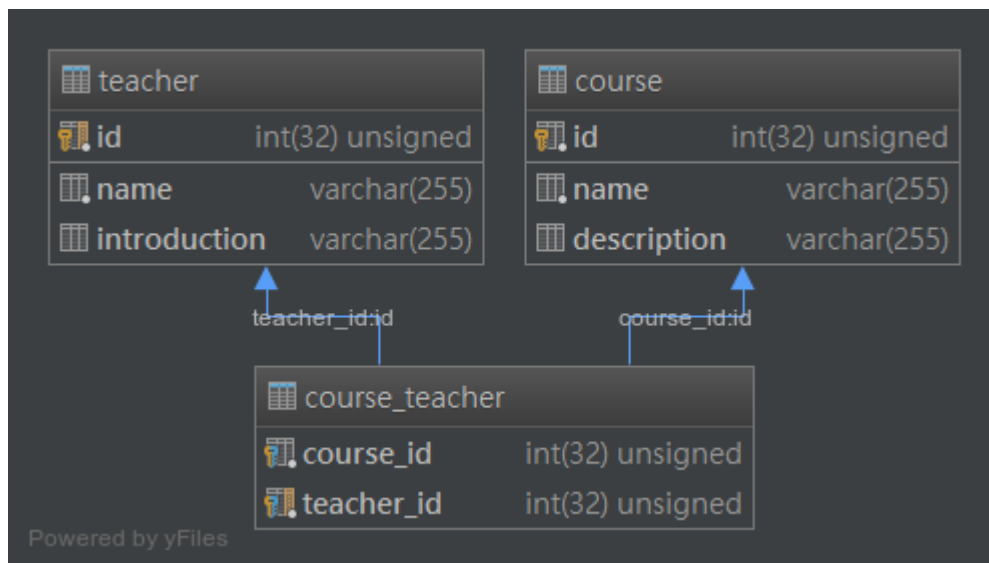 teacher
id int(32) unsigned
name varchar(255)
introduction varchar(255)
course
id int(32) unsigned
name varchar(255)
description varchar(255)
teacher_id:id
course_id:id
course_teacher
course_id int(32) unsigned
teacher_id int(32) unsigned
Powered by yFiles